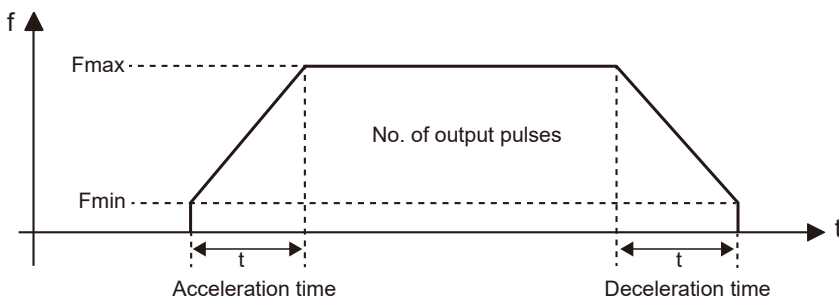 f
Fmax
No. of output pulses
Fmin
t
t
t
Acceleration time
Deceleration time